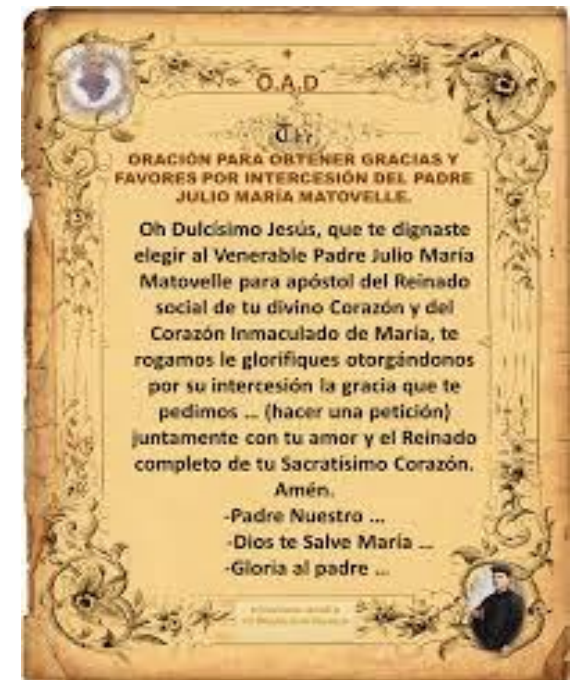 O.A.D
The
ORACIÓN PARA OBTENER GRACIAS Y
FAVORES POR INTERCESIÓN DEL PADRE
JULIO MARÍA MATOVELLE.
Oh Dulcísimo Jesús, que te dignaste
elegir al Venerable Padre Julio María
Matovelle para apóstol del Reinado
social de tu divino Corazón y del
Corazón Inmaculado de María, te
rogamos le glorifiques otorgándonos
por su intercesión la gracia que te
pedimos ... (hacer una petición)
juntamente con tu amor y el Reinado
completo de tu Sacratísimo Corazón.
Amén.
-Padre Nuestro ...
-Dios te Salve María ...
-Gloria al padre ...